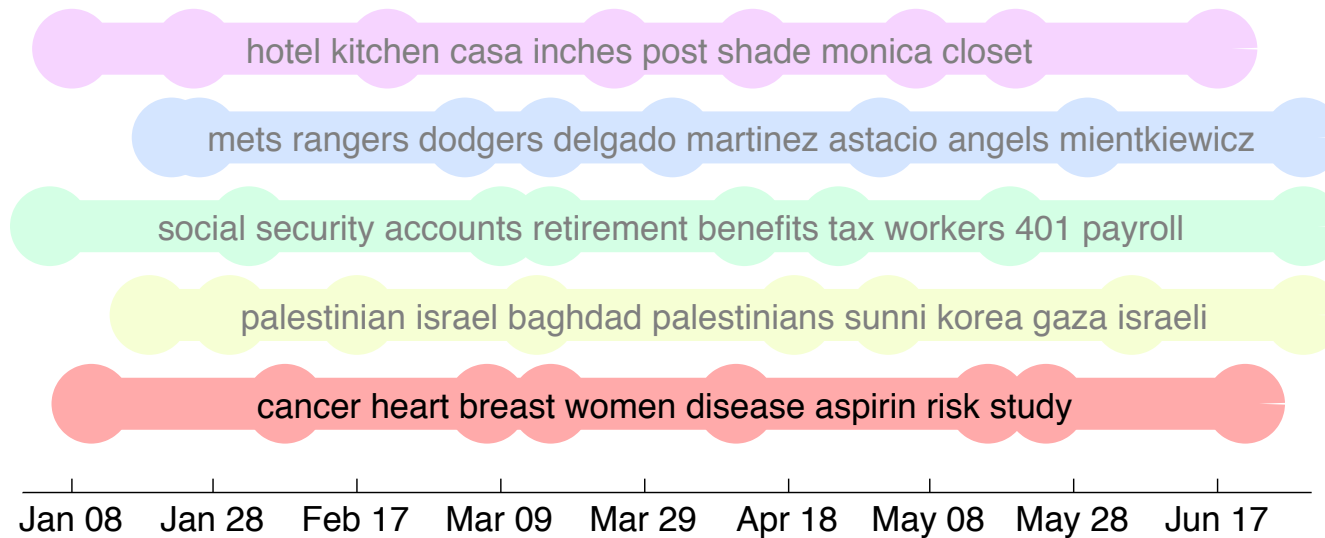 hotel kitchen casa inches post shade monica closet
mets rangers dodgers delgado martinez astacio angels mientkiewicz
social security accounts retirement benefits tax workers 401 payroll
palestinian israel baghdad palestinians sunni korea gaza israeli
cancer heart breast women disease aspirin risk study
Jan 08 Jan 28 Feb 17 Mar 09 Mar 29 Apr 18 May 08 May 28 Jun 17